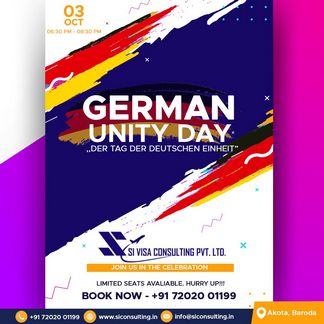 03
OCT
06:30 PM - 08:30 PM
GERMAN
UNITY DAY
„DER TAG DER DEUTSCHEN EINHEIT”
SI VISA CONSULTING PVT. LTD.
JOIN US IN THE CELEBRATION
LIMITED SEATS AVALIABLE. HURRY UP!!!
BOOK NOW - +91 72020 01199
Akota, Baroda
+ 91 72020 01199
www.siconsulting.in
info@siconsulting.in